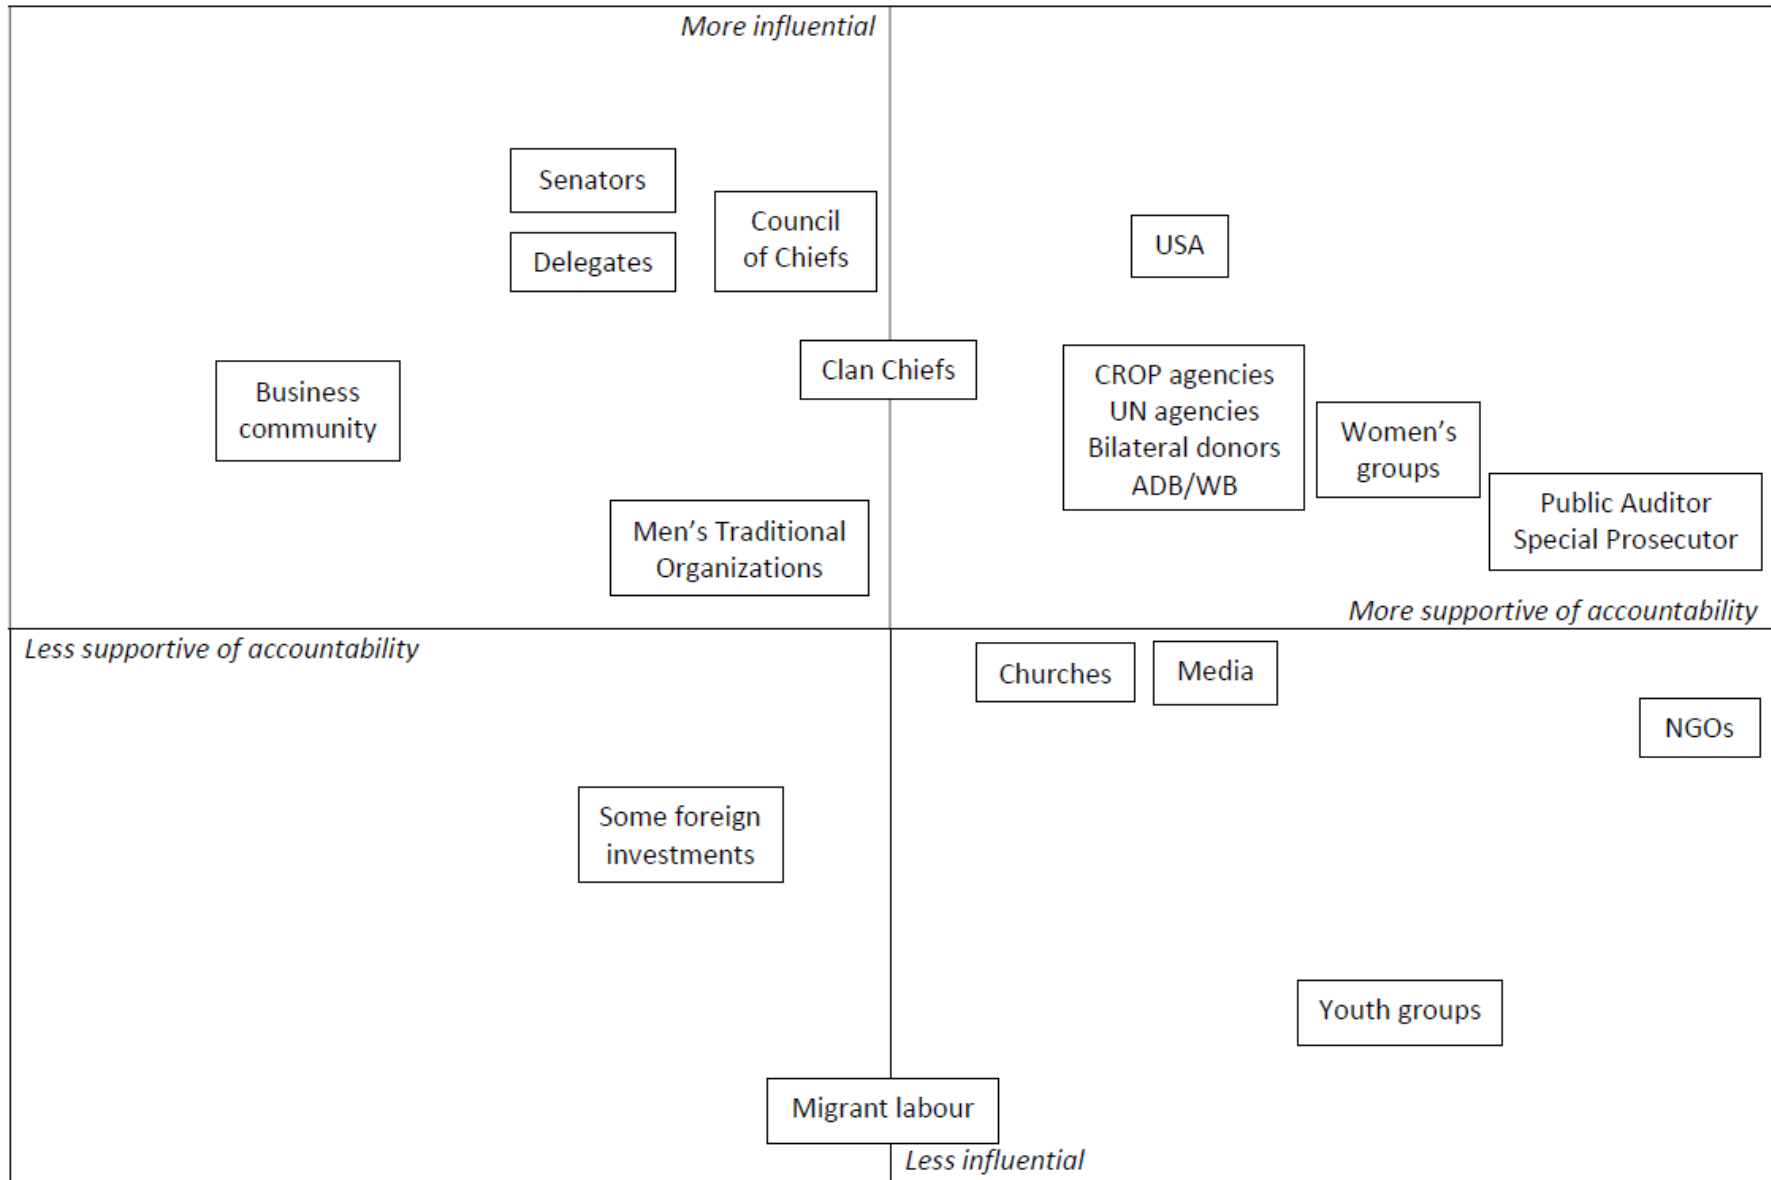 More influential
Senators
Council
of Chiefs
Delegates
USA
Clan Chiefs
Business
community
CROP agencies
UN agencies
Bilateral donors
ADB/WB
Women’s
groups
Public Auditor
Special Prosecutor
Men’s Traditional
Organizations
More supportive of accountability
Less supportive of accountability
Churches
Media
NGOs
Some foreign
investments
Youth groups
Migrant labour
Less influential